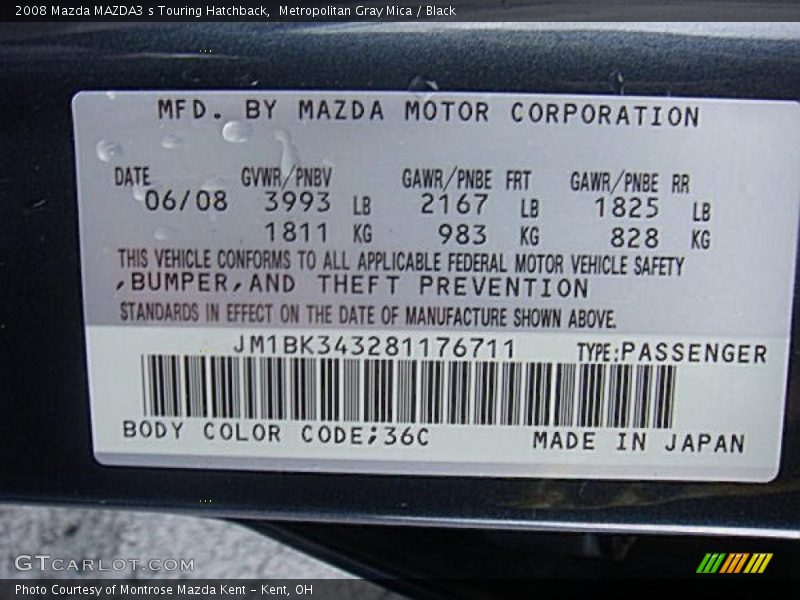 2008 Mazda MAZDA3 s Touring Hatchback, Metropolitan Gray Mica / Black
MFD. BY MAZDA MOTOR CORPORATION
DATE GVWR/PNBV GAWR/PNBE FRT GAWR/PNBE RR
06/08 3993 LB 2167 LB 1825 LB
1811 KG 983 KG 828 KG
THIS VEHICLE CONFORMS TO ALL APPLICABLE FEDERAL MOTOR VEHICLE SAFETY
,BUMPER,AND THEFT PREVENTION
STANDARDS IN EFFECT ON THE DATE OF MANUFACTURE SHOWN ABOVE.
JM1BK343281176711 TYPE:PASSENGER
BODY COLOR CODE;36C MADE IN JAPAN
GTCARLOT.COM
Photo Courtesy of Montrose Mazda Kent - Kent, OH